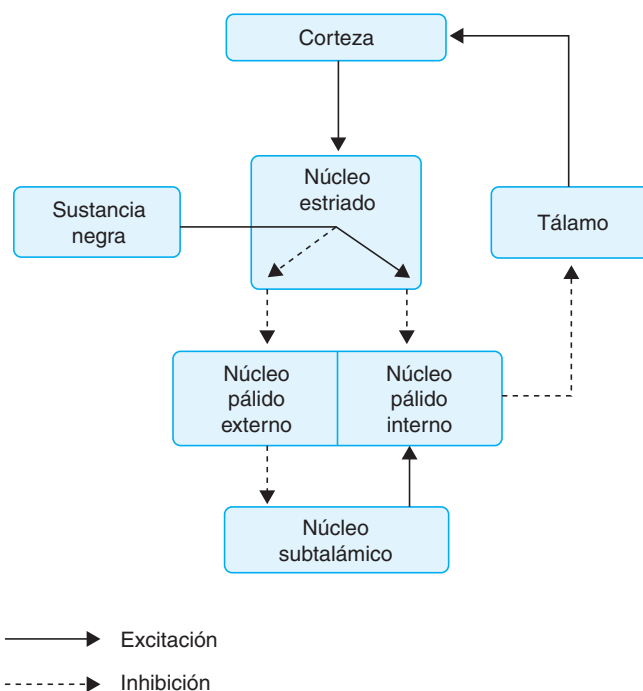 Corteza
Núcleo
estriado
Sustancia
negra
Tálamo
Núcleo
pálido
externo
Núcleo
pálido
interno
Núcleo
subtalámico
Excitación
Inhibición